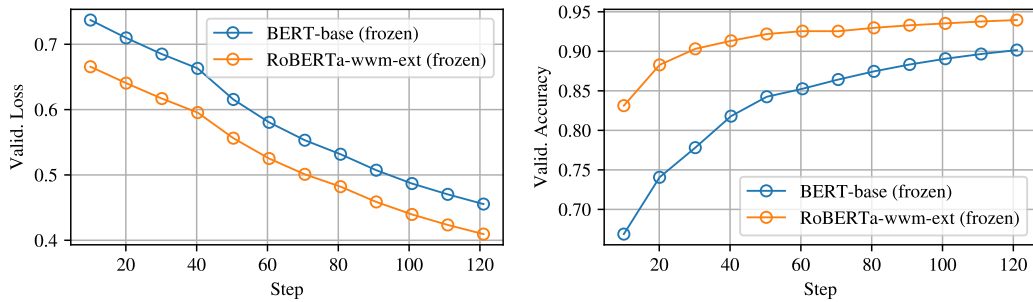 Valid. Loss
0.7
0.6
0.5
0.4
BERT-base (frozen)
RoBERTa-wwm-ext (frozen)
20 40 60 80 100 120
Step
Valid. Accuracy
0.95
0.90
0.85
0.80
0.75
0.70
BERT-base (frozen)
RoBERTa-wwm-ext (frozen)
20 40 60 80 100 120
Step